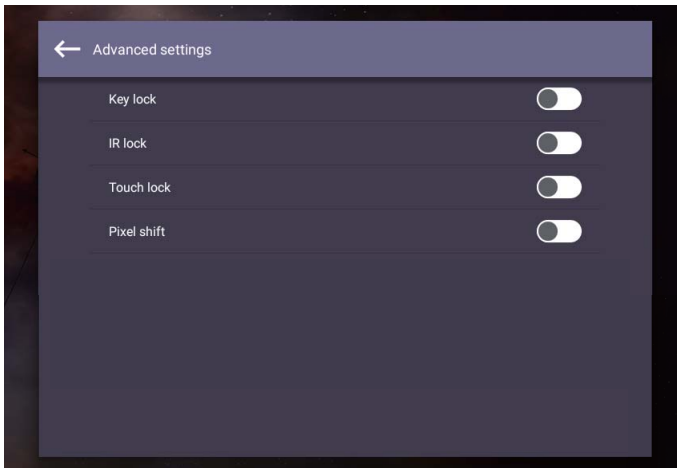 Advanced settings
Key lock
IR lock
Touch lock
Pixel shift